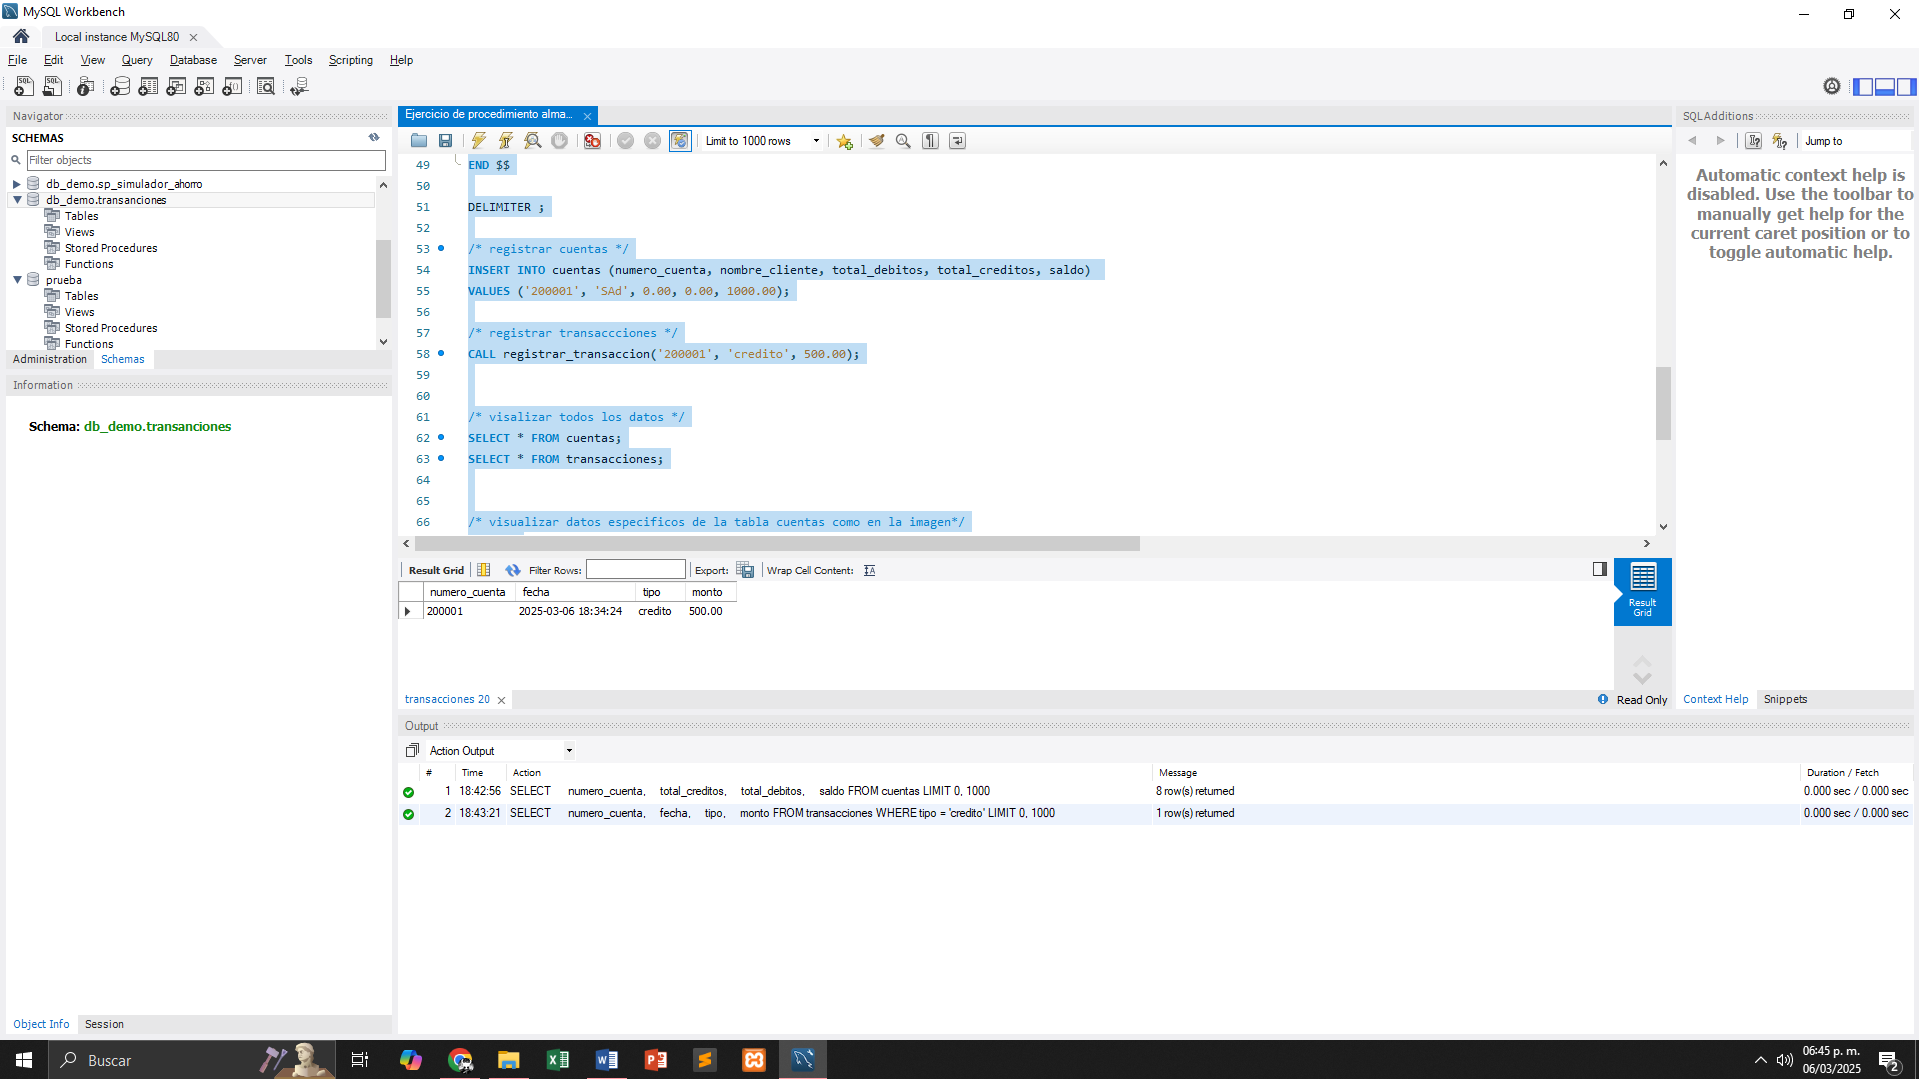 MySQL Workbench
Local instance MySQL80
File Edit View Query Database Server Tools Scripting Help
Navigator
SCHEMAS
Filter objects
db_demo.sp_simulador_ahorro
db_demo.transanciones
Tables
Views
Stored Procedures
Functions
prueba
Tables
Views
Stored Procedures
Functions
Administration Schemas
Information
Schema: db_demo.transanciones
Object Info Session
Ejercicio de procedimiento alma...
Limit to 1000 rows
49 END $$
50
51 DELIMITER ;
52
53 /* registrar cuentas */
54 INSERT INTO cuentas (numero_cuenta, nombre_cliente, total_debitos, total_creditos, saldo)
55 VALUES ('200001', 'SAd', 0.00, 0.00, 1000.00);
56
57 /* registrar transaccciones */
58 CALL registrar_transaccion('200001', 'credito', 500.00);
59
60
61 /* visalizar todos los datos */
62 SELECT * FROM cuentas;
63 SELECT * FROM transacciones;
64
65
66 /* visualizar datos especificos de la tabla cuentas como en la imagen*/
Result Grid Filter Rows: Export: Wrap Cell Content:
numero_cuenta fecha tipo monto
200001 2025-03-06 18:34:24 credito 500.00
Result
Grid
transacciones 20
Read Only
Output
Action Output
# Time Action Message Duration / Fetch
1 18:42:56 SELECT numero_cuenta, total_creditos, total_debitos, saldo FROM cuentas LIMIT 0, 1000 8 row(s) returned 0.000 sec / 0.000 sec
2 18:43:21 SELECT numero_cuenta, fecha, tipo, monto FROM transacciones WHERE tipo = 'credito' LIMIT 0, 1000 1 row(s) returned 0.000 sec / 0.000 sec
SQLAdditions
Jump to
Automatic context help is
disabled. Use the toolbar to
manually get help for the
current caret position or to
toggle automatic help.
Context Help Snippets
Buscar
06:45 p. m.
06/03/2025
2